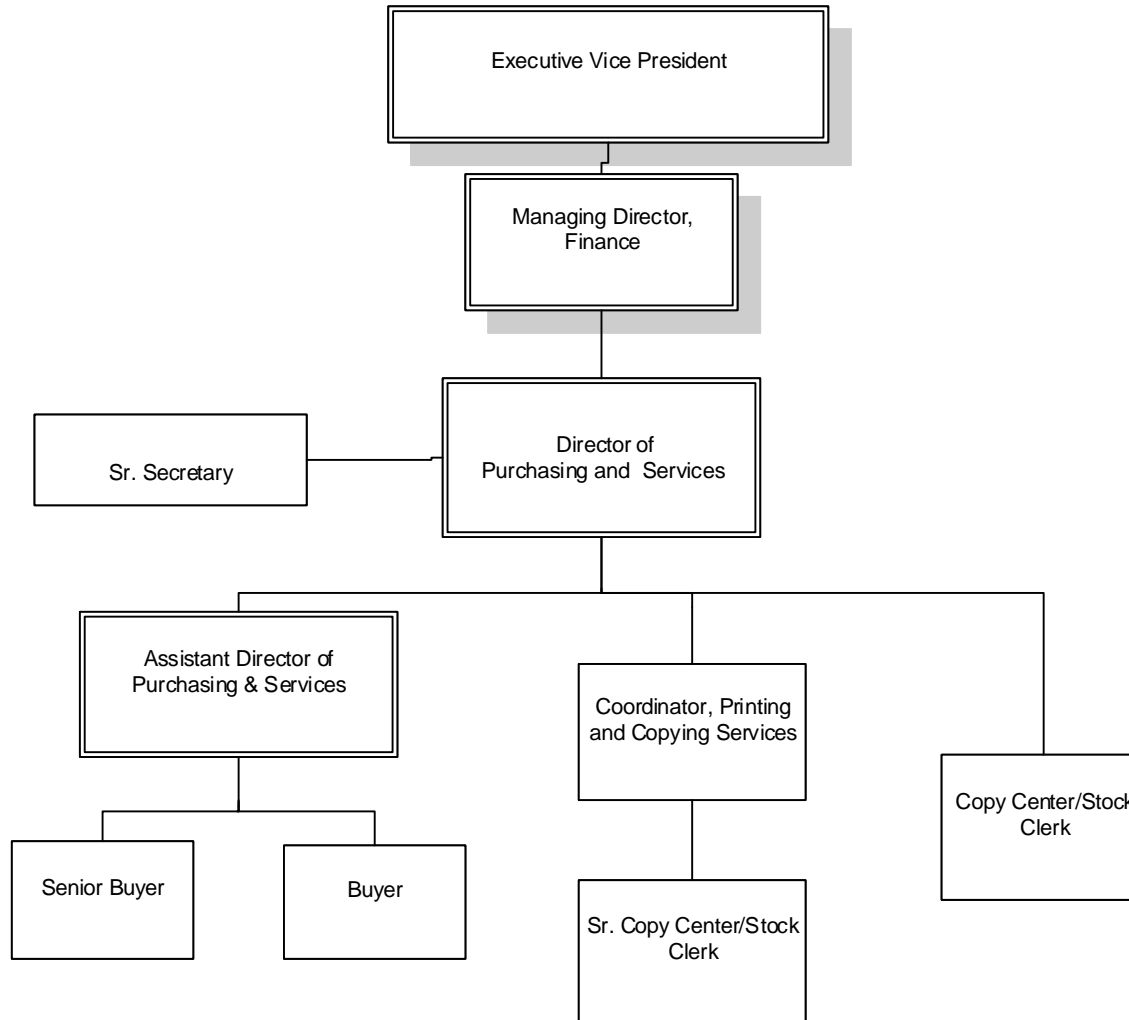 Executive Vice President
Managing Director,
Finance
Director of
Purchasing and Services
Sr. Secretary
Assistant Director of
Purchasing & Services
Coordinator, Printing
and Copying Services
Copy Center/Stock
Clerk
Senior Buyer
Buyer
Sr. Copy Center/Stock
Clerk